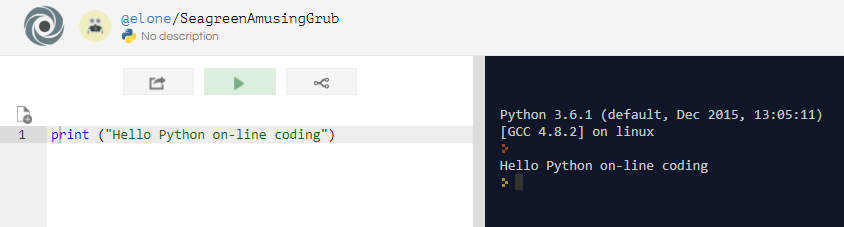 @elone/SeagreenAmusingGrub
No description
1 print ("Hello Python on-line coding")
Python 3.6.1 (default, Dec 2015, 13:05:11)
[GCC 4.8.2] on linux
Hello Python on-line coding